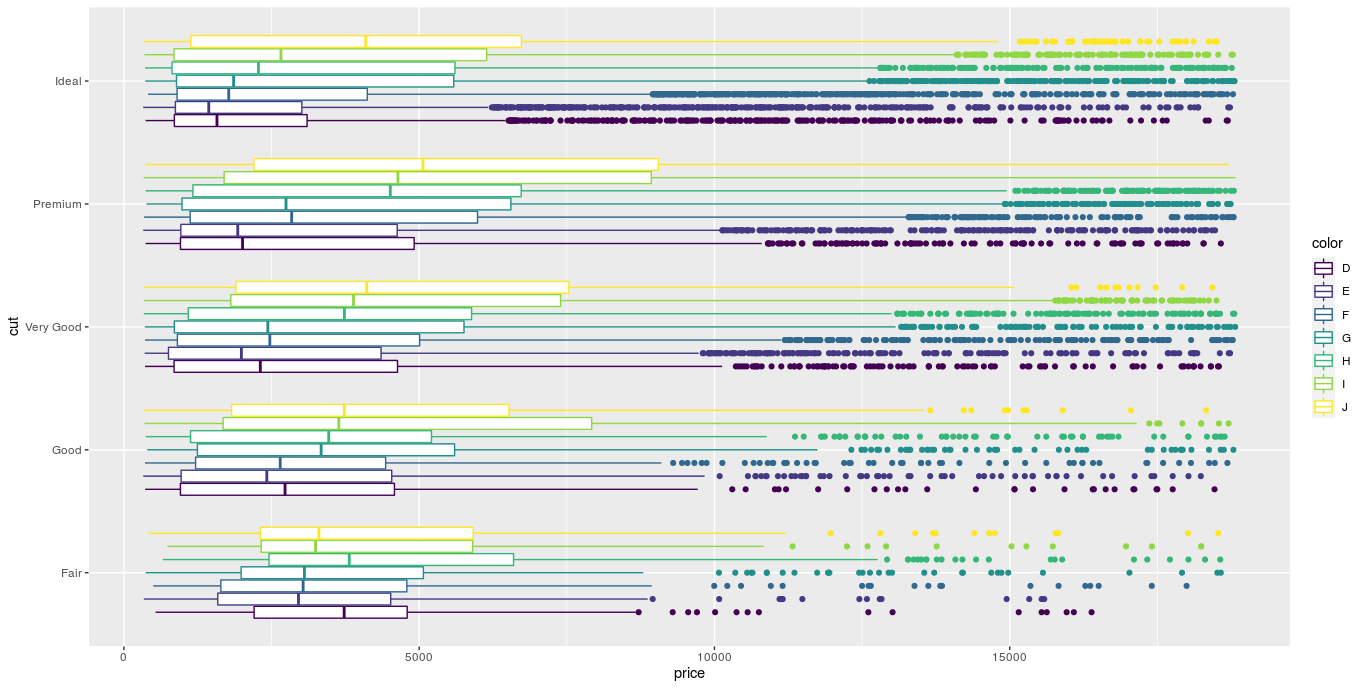 cut
Ideal
Premium
Very Good
Good
Fair
0 5000 10000 15000
price
color
D
E
F
G
H
I
J